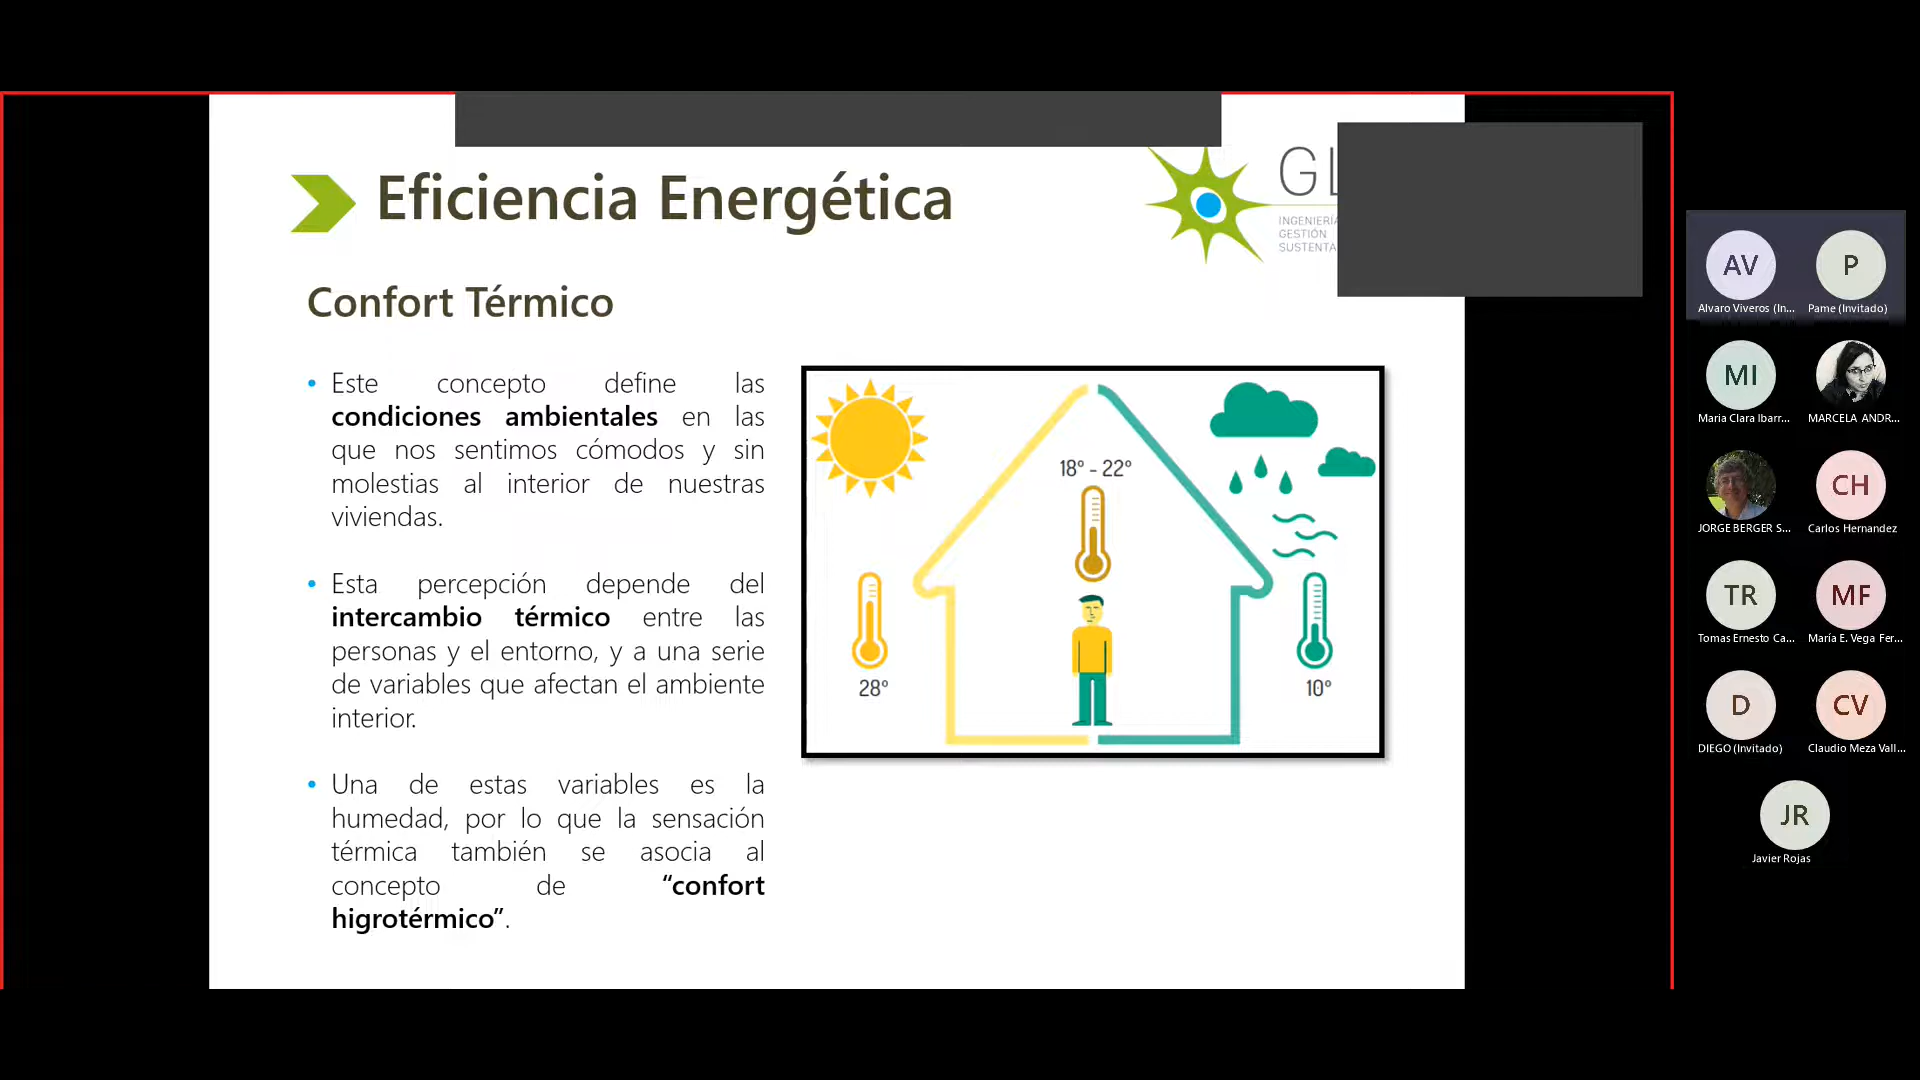 Eficiencia Energética
GL
INGENIERÍA
GESTIÓN
SUSTENTA
Confort Térmico
• Este concepto define las
condiciones ambientales en las
que nos sentimos cómodos y sin
molestias al interior de nuestras
viviendas.
• Esta percepción depende del
intercambio térmico entre las
personas y el entorno, y a una serie
de variables que afectan el ambiente
interior.
• Una de estas variables es la
humedad, por lo que la sensación
térmica también se asocia al
concepto de “confort
higrotérmico”.
18° - 22°
28°
10°
AV
Alvaro Viveros (In...
P
Pame (Invitado)
MI
Maria Clara Ibarr...
MARCELA ANDR...
JORGE BERGER S...
CH
Carlos Hernandez
TR
Tomas Ernesto Ca...
MF
María E. Vega Fer...
D
DIEGO (Invitado)
CV
Claudio Meza Vall...
JR
Javier Rojas